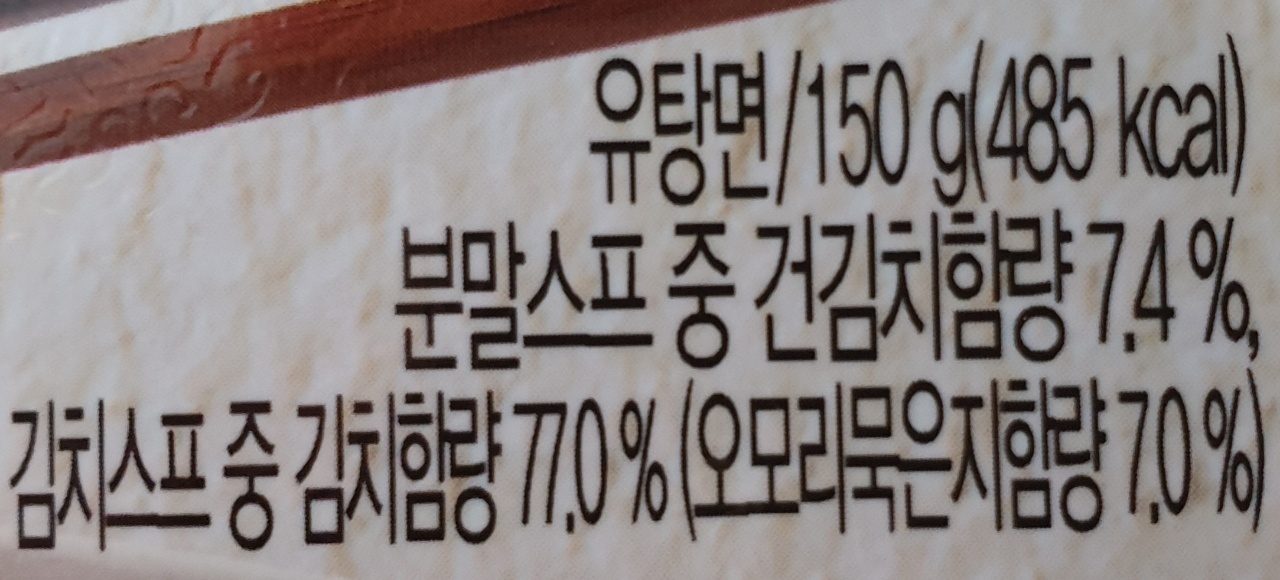 유탕면/150 g(485 kcal)
분말스프 중 건김치함량 7.4 %,
김치스프 중 김치함량 77.0 % (오모리묵은지함량 7.0 %)